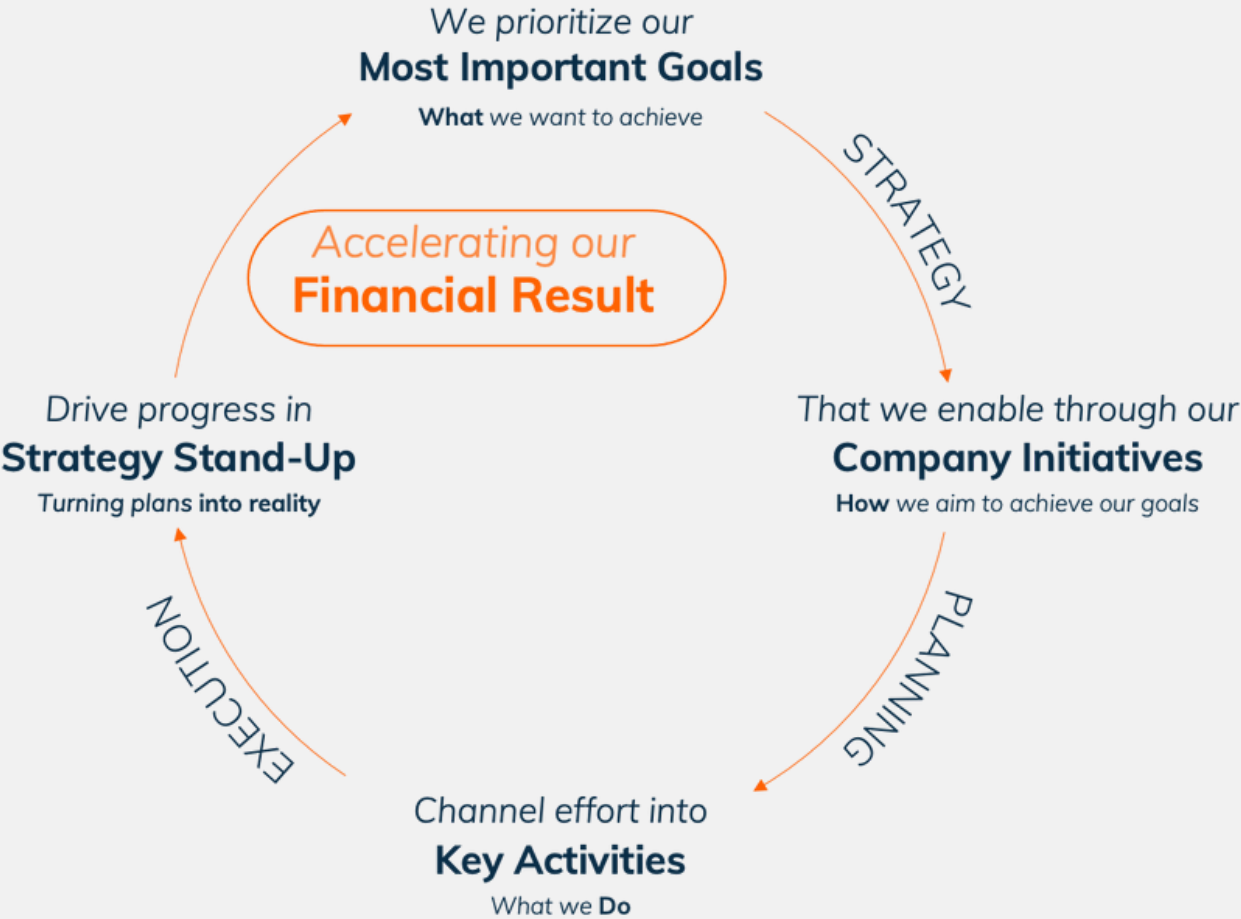 We prioritize our
Most Important Goals
What we want to achieve
STRATEGY
Accelerating our
Financial Result
Drive progress in
Strategy Stand-Up
Turning plans into reality
That we enable through our
Company Initiatives
How we aim to achieve our goals
EXECUTION
PLANNING
Channel effort into
Key Activities
What we Do